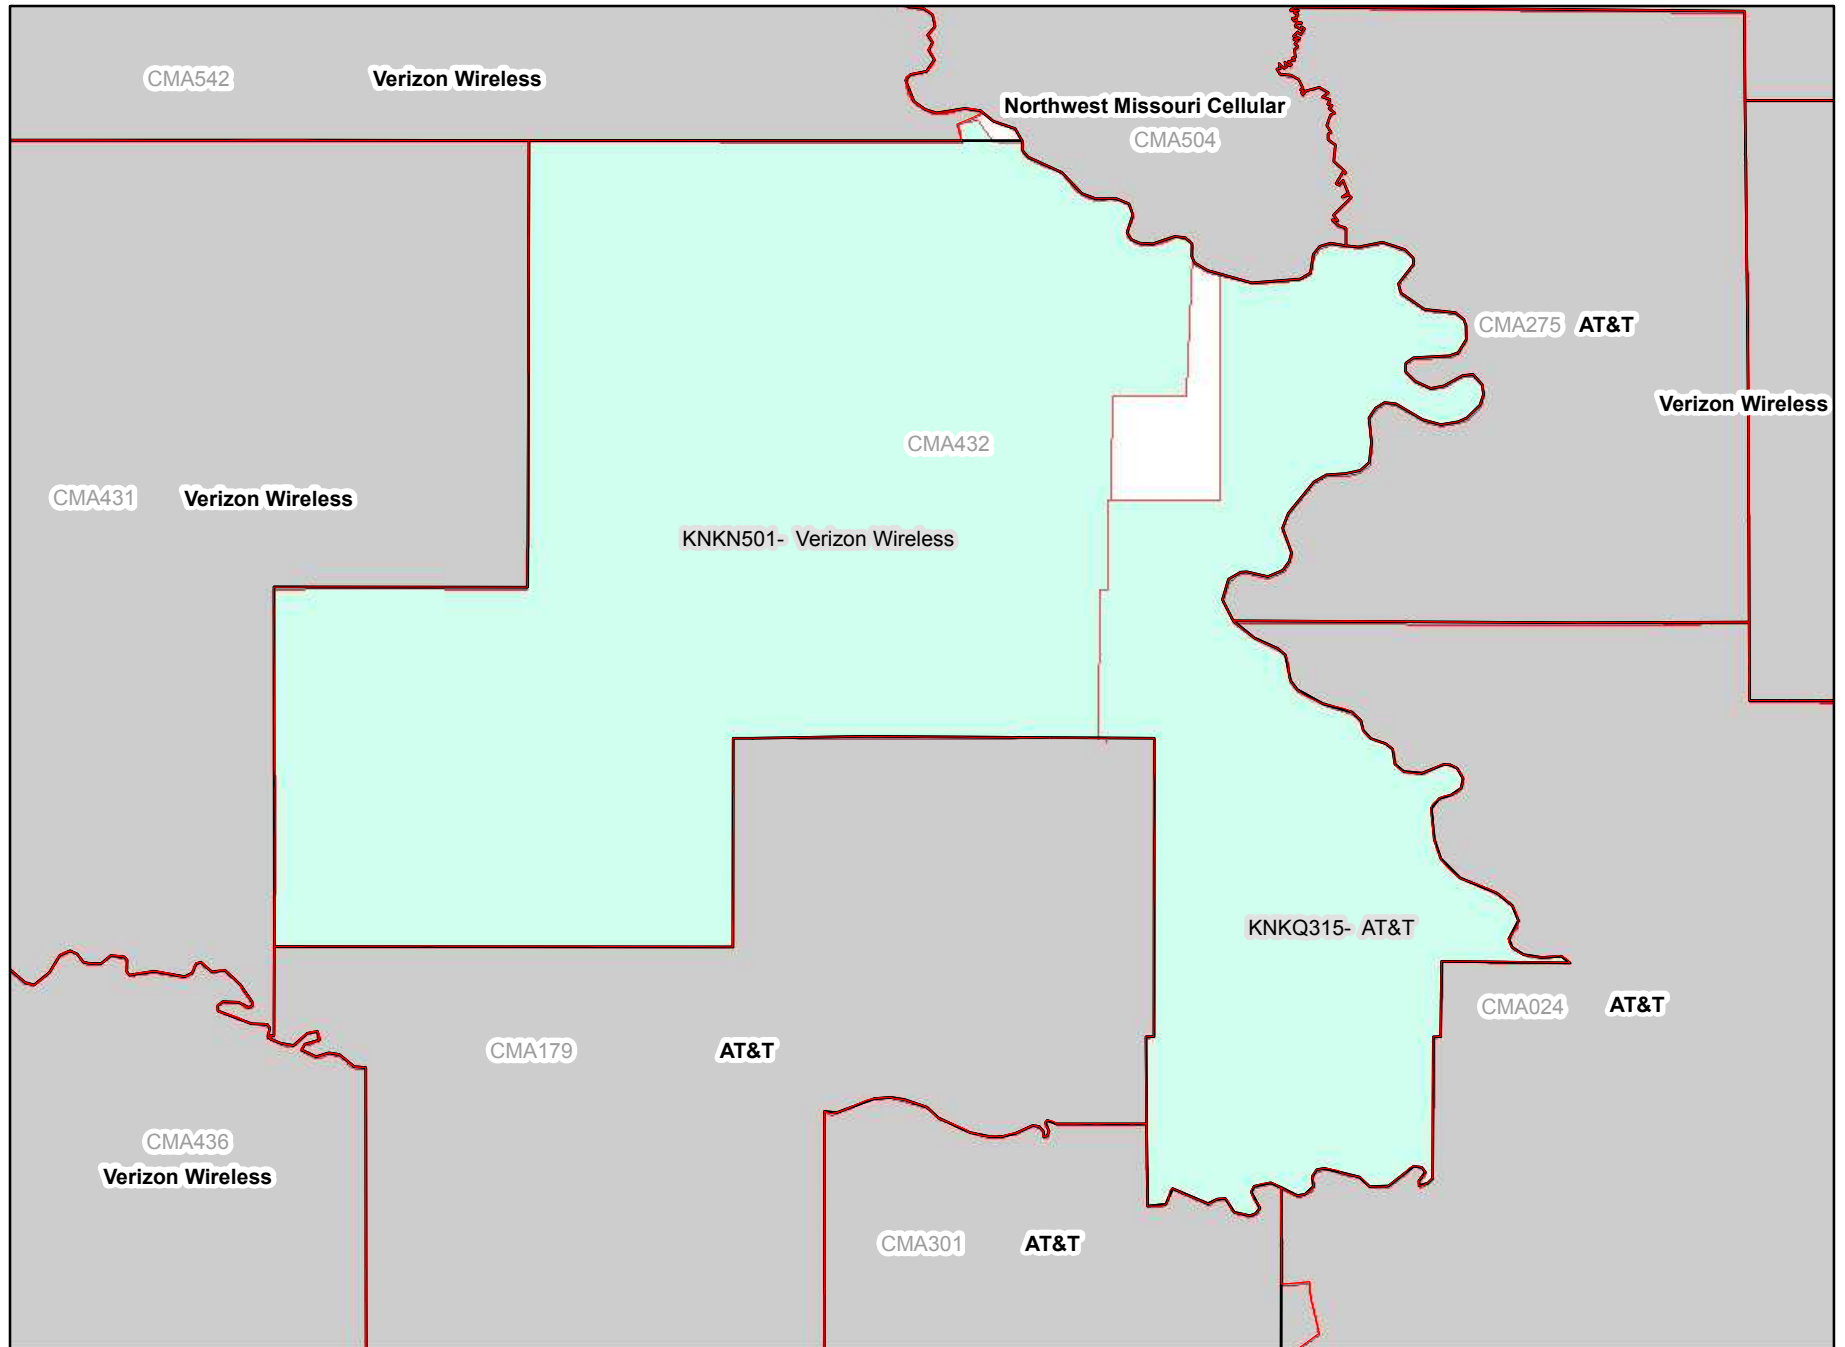 CMA542 Verizon Wireless
Northwest Missouri Cellular
CMA504
CMA275 AT&T
Verizon Wireless
CMA432
CMA431 Verizon Wireless
KNKN501- Verizon Wireless
KNKQ315- AT&T
CMA024 AT&T
CMA179 AT&T
CMA436
Verizon Wireless
CMA301 AT&T